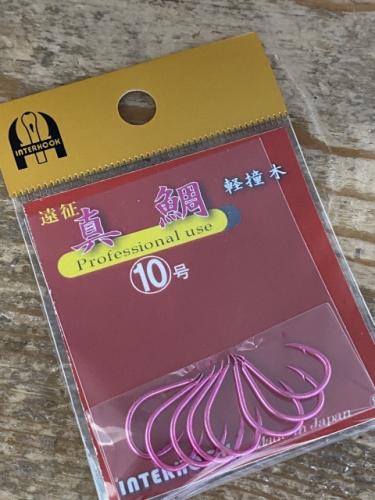 INTERHOOK
遠征
真鯛
軽撞木
Professional use
10号
INTERHOOK
Made in Japan